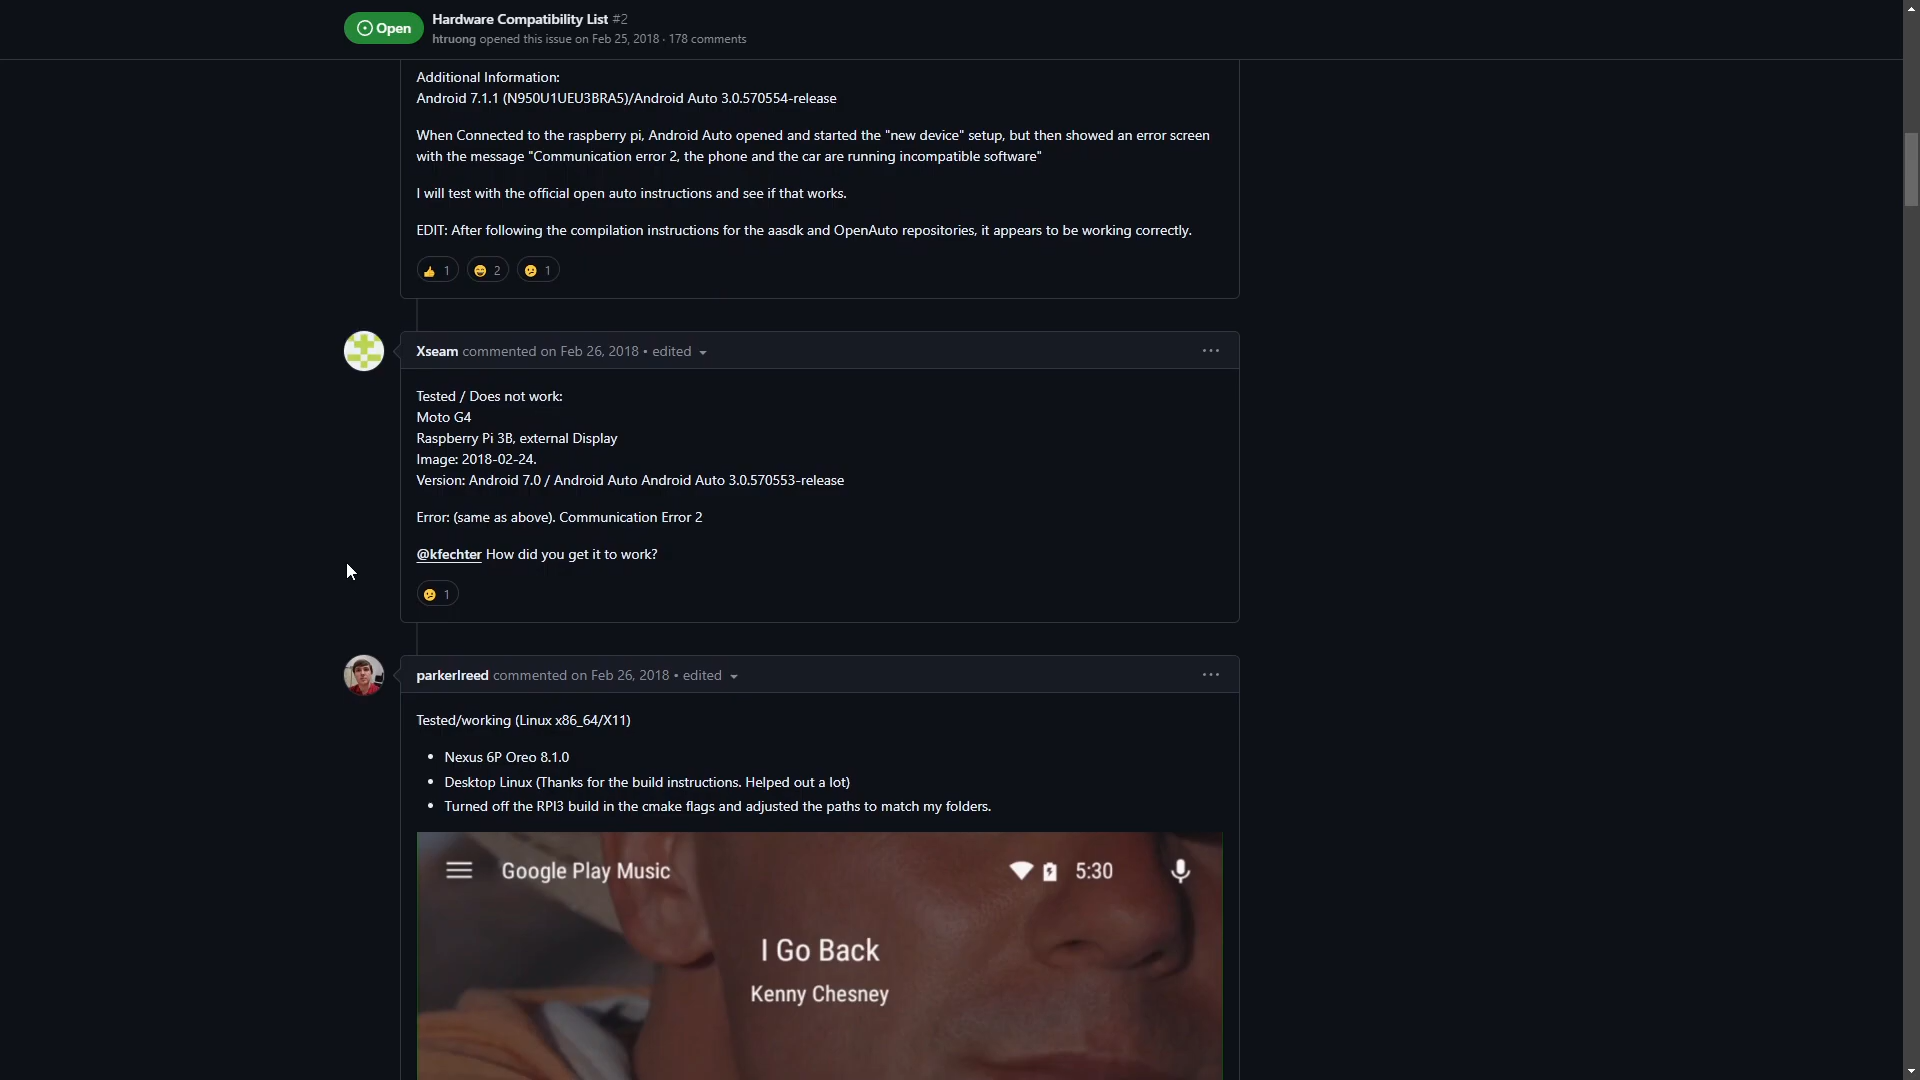 Open
Hardware Compatibility List #2
htruong opened this issue on Feb 25, 2018 · 178 comments
Additional Information:
Android 7.1.1 (N950U1UEU3BRA5)/Android Auto 3.0.570554-release
When Connected to the raspberry pi, Android Auto opened and started the "new device" setup, but then showed an error screen
with the message "Communication error 2, the phone and the car are running incompatible software"
I will test with the official open auto instructions and see if that works.
EDIT: After following the compilation instructions for the aasdk and OpenAuto repositories, it appears to be working correctly.
👍 1 😄 2 😕 1
Xseam commented on Feb 26, 2018 • edited
Tested / Does not work:
Moto G4
Raspberry Pi 3B, external Display
Image: 2018-02-24.
Version: Android 7.0 / Android Auto Android Auto 3.0.570553-release
Error: (same as above). Communication Error 2
@kfechter How did you get it to work?
😕 1
parkerlreed commented on Feb 26, 2018 • edited
Tested/working (Linux x86_64/X11)
• Nexus 6P Oreo 8.1.0
• Desktop Linux (Thanks for the build instructions. Helped out a lot)
• Turned off the RPI3 build in the cmake flags and adjusted the paths to match my folders.
Google Play Music 5:30
I Go Back
Kenny Chesney